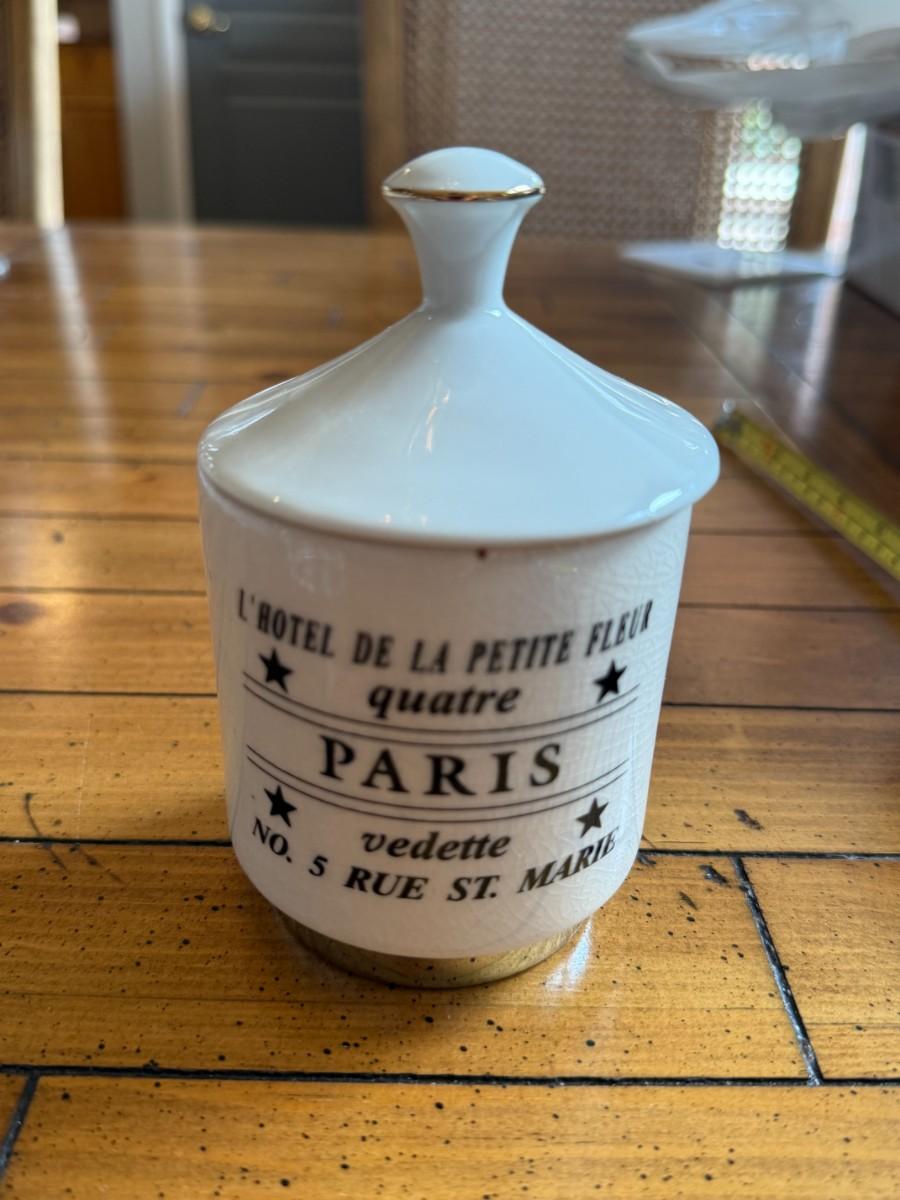 L'HOTEL DE LA PETITE FLEUR
quatre
PARIS
vedette
NO. 5 RUE ST. MARIE